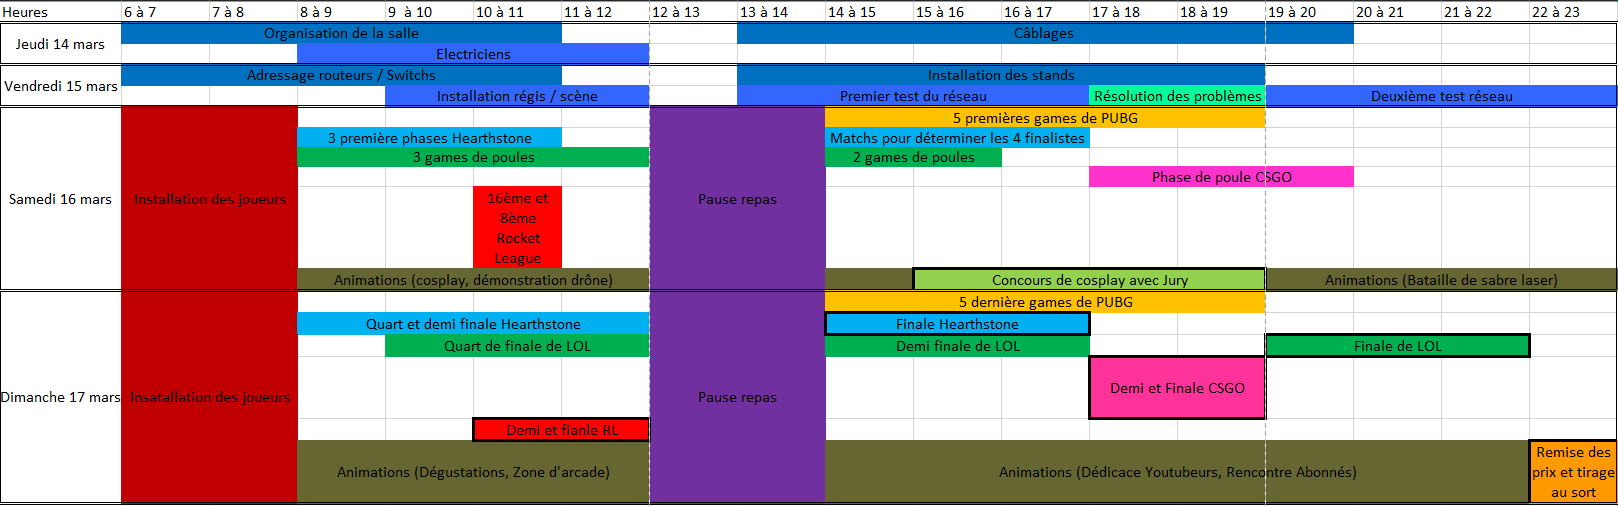 Heures 6 à 7 7 à 8 8 à 9 9 à 10 10 à 11 11 à 12 12 à 13 13 à 14 14 à 15 15 à 16 16 à 17 17 à 18 18 à 19 19 à 20 20 à 21 21 à 22 22 à 23
Jeudi 14 mars
Organisation de la salle Câblages
Electriciens
Vendredi 15 mars
Adressage routeurs / Switchs Installation des stands
Installation régis / scène Premier test du réseau Résolution des problèmes Deuxième test réseau
Samedi 16 mars
Installation des joueurs
Pause repas
5 premières games de PUBG
3 première phases Hearthstone Matchs pour déterminer les 4 finalistes
3 games de poules 2 games de poules
Phase de poule CSGO
16ème et
8ème
Rocket
League
Animations (cosplay, démonstration drône) Concours de cosplay avec Jury Animations (Bataille de sabre laser)
Dimanche 17 mars
Insatallation des joueurs
Pause repas
5 dernière games de PUBG
Quart et demi finale Hearthstone Finale Hearthstone
Quart de finale de LOL Demi finale de LOL Finale de LOL
Demi et Finale CSGO
Demi et fianle RL
Animations (Dégustations, Zone d'arcade) Animations (Dédicace Youtubeurs, Rencontre Abonnés)
Remise des
prix et tirage
au sort